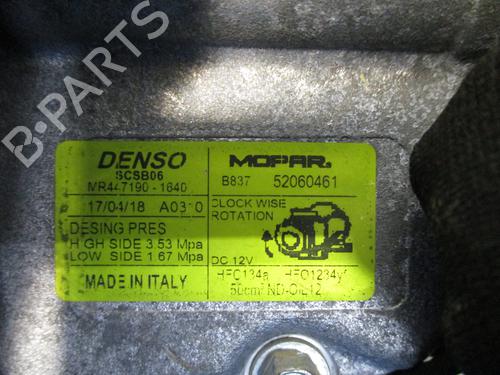 B-PARTS
DENSO
SCSB06
MR447190-1640
17/04/18 A0310
DESING PRES
HIGH SIDE 3.53 Mpa
LOW SIDE 1.67 Mpa
MADE IN ITALY
MOPAR.
B837 52060461
CLOCK WISE
ROTATION
DC 12V
HFC134a HFO1234yf
50cm³ ND-OIL12